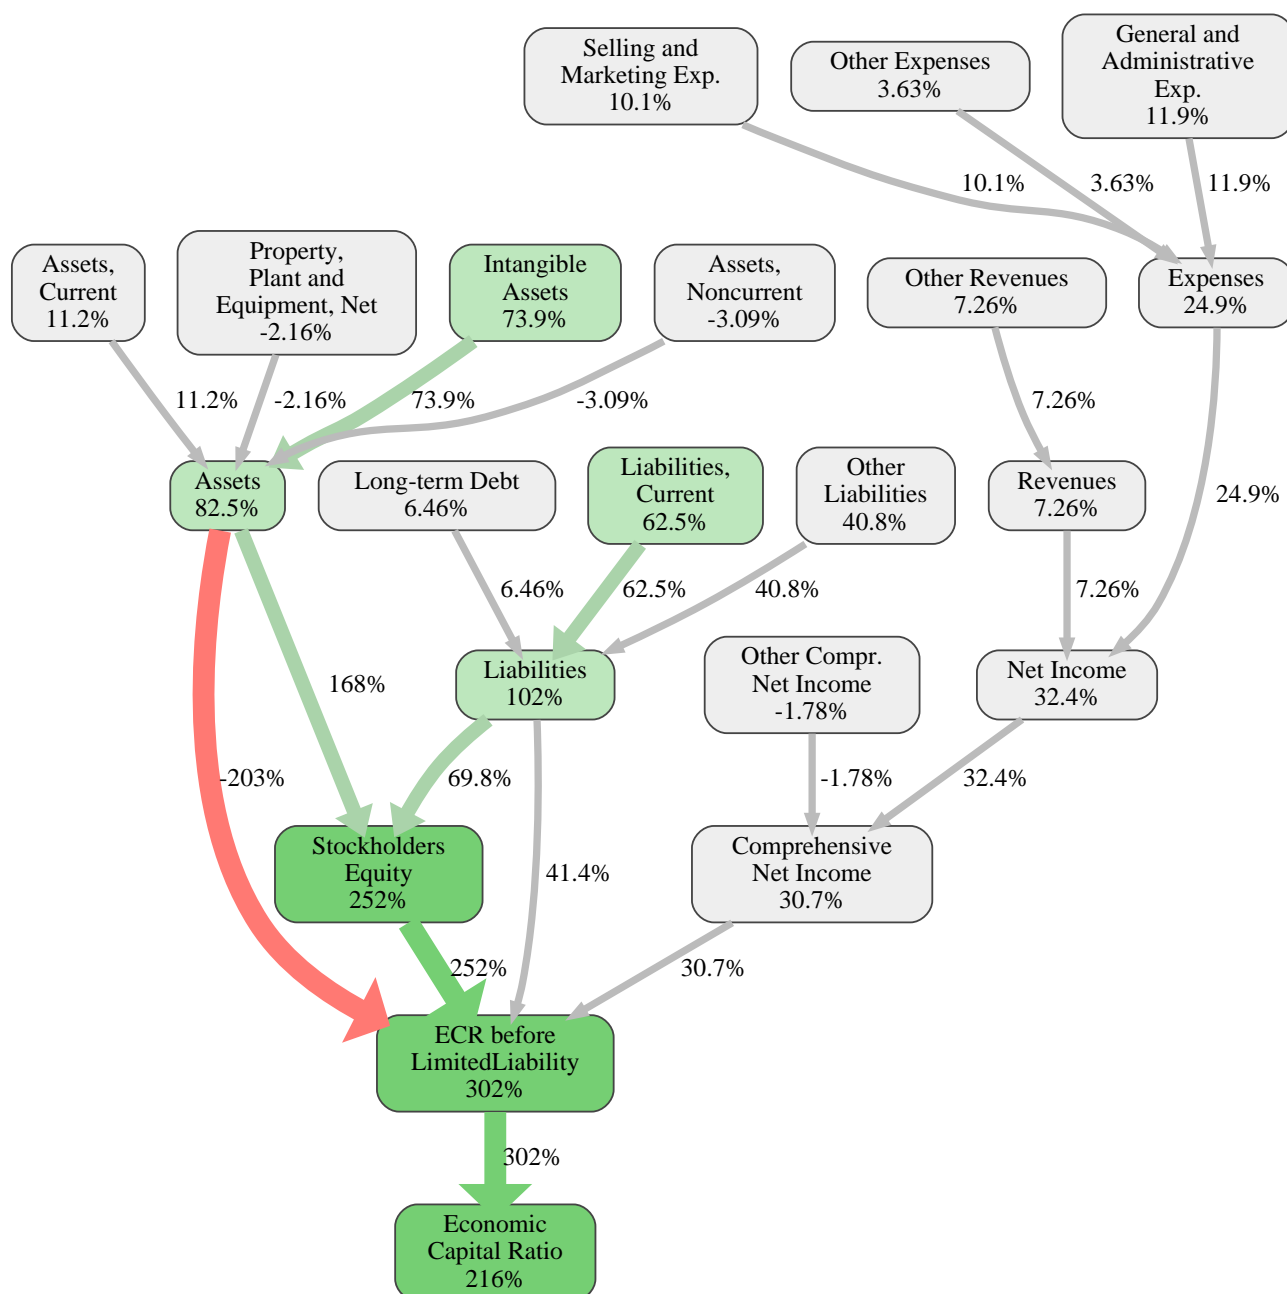 Selling and
Marketing Exp.
10.1%
Other Expenses
3.63%
General and
Administrative
Exp.
11.9%
10.1%
3.63%
11.9%
Assets,
Current
11.2%
Property,
Plant and
Equipment, Net
-2.16%
Intangible
Assets
73.9%
Assets,
Noncurrent
-3.09%
Other Revenues
7.26%
Expenses
24.9%
11.2%
-2.16%
73.9%
-3.09%
7.26%
24.9%
Assets
82.5%
Long-term Debt
6.46%
Liabilities,
Current
62.5%
Other
Liabilities
40.8%
Revenues
7.26%
6.46%
62.5%
40.8%
7.26%
Liabilities
102%
Other Compr.
Net Income
-1.78%
Net Income
32.4%
168%
-203%
69.8%
-1.78%
32.4%
Stockholders
Equity
252%
41.4%
Comprehensive
Net Income
30.7%
252%
30.7%
ECR before
LimitedLiability
302%
302%
Economic
Capital Ratio
216%